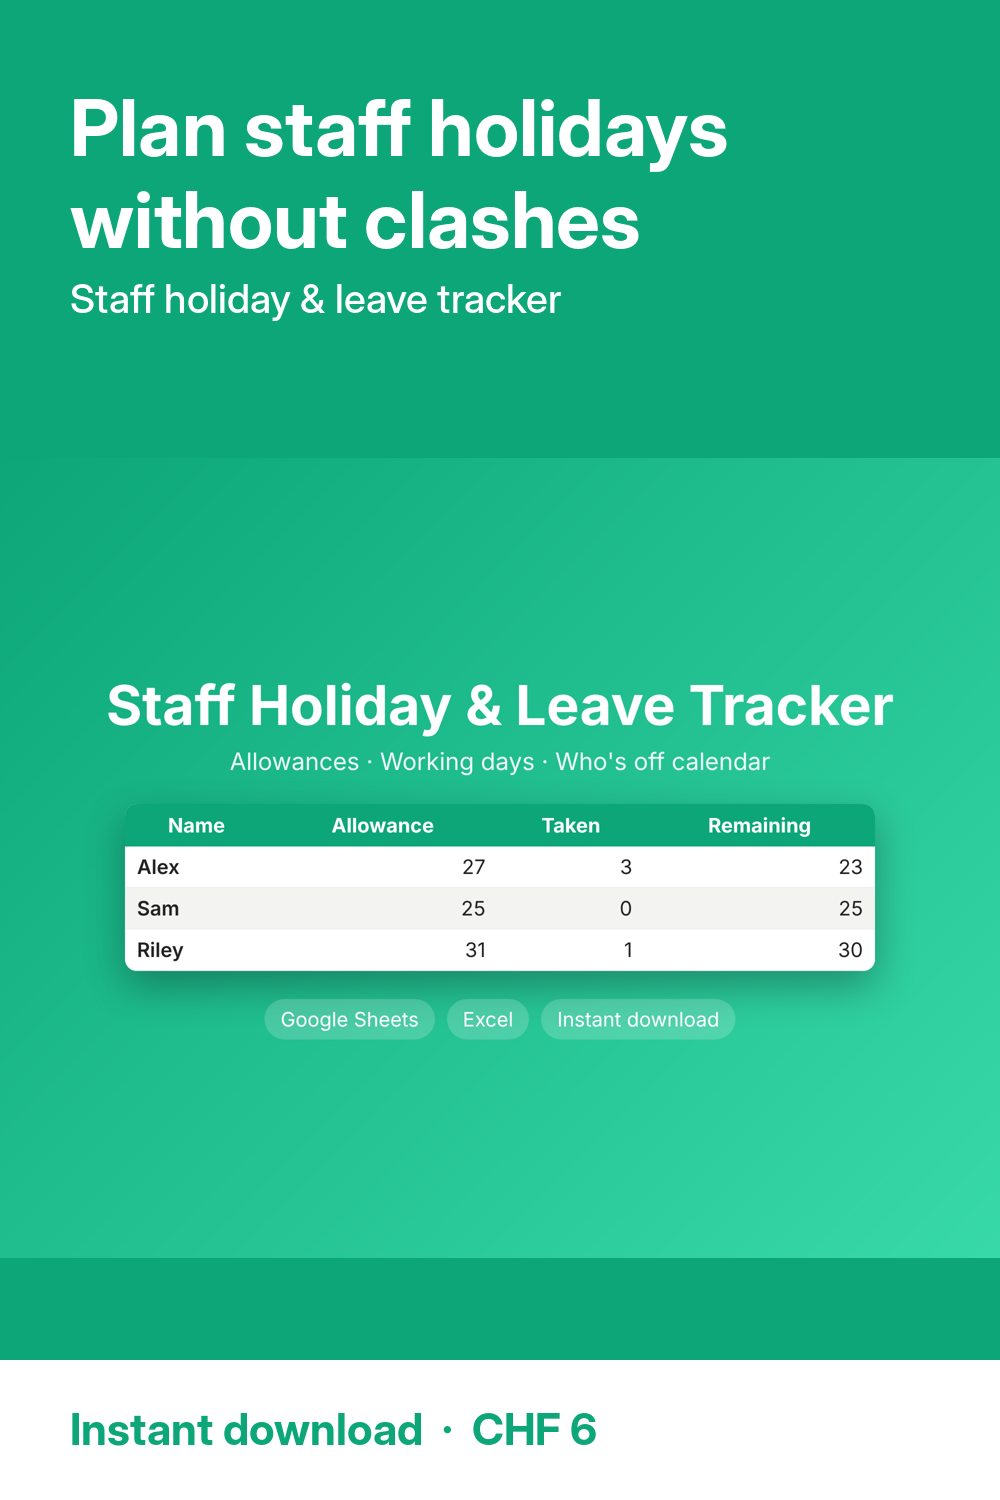 Plan staff holidays
without clashes
Staff holiday & leave tracker
Staff Holiday & Leave Tracker
Allowances · Working days · Who's off calendar
Name Allowance Taken Remaining
Alex 27 3 23
Sam 25 0 25
Riley 31 1 30
Google Sheets Excel Instant download
Instant download · CHF 6